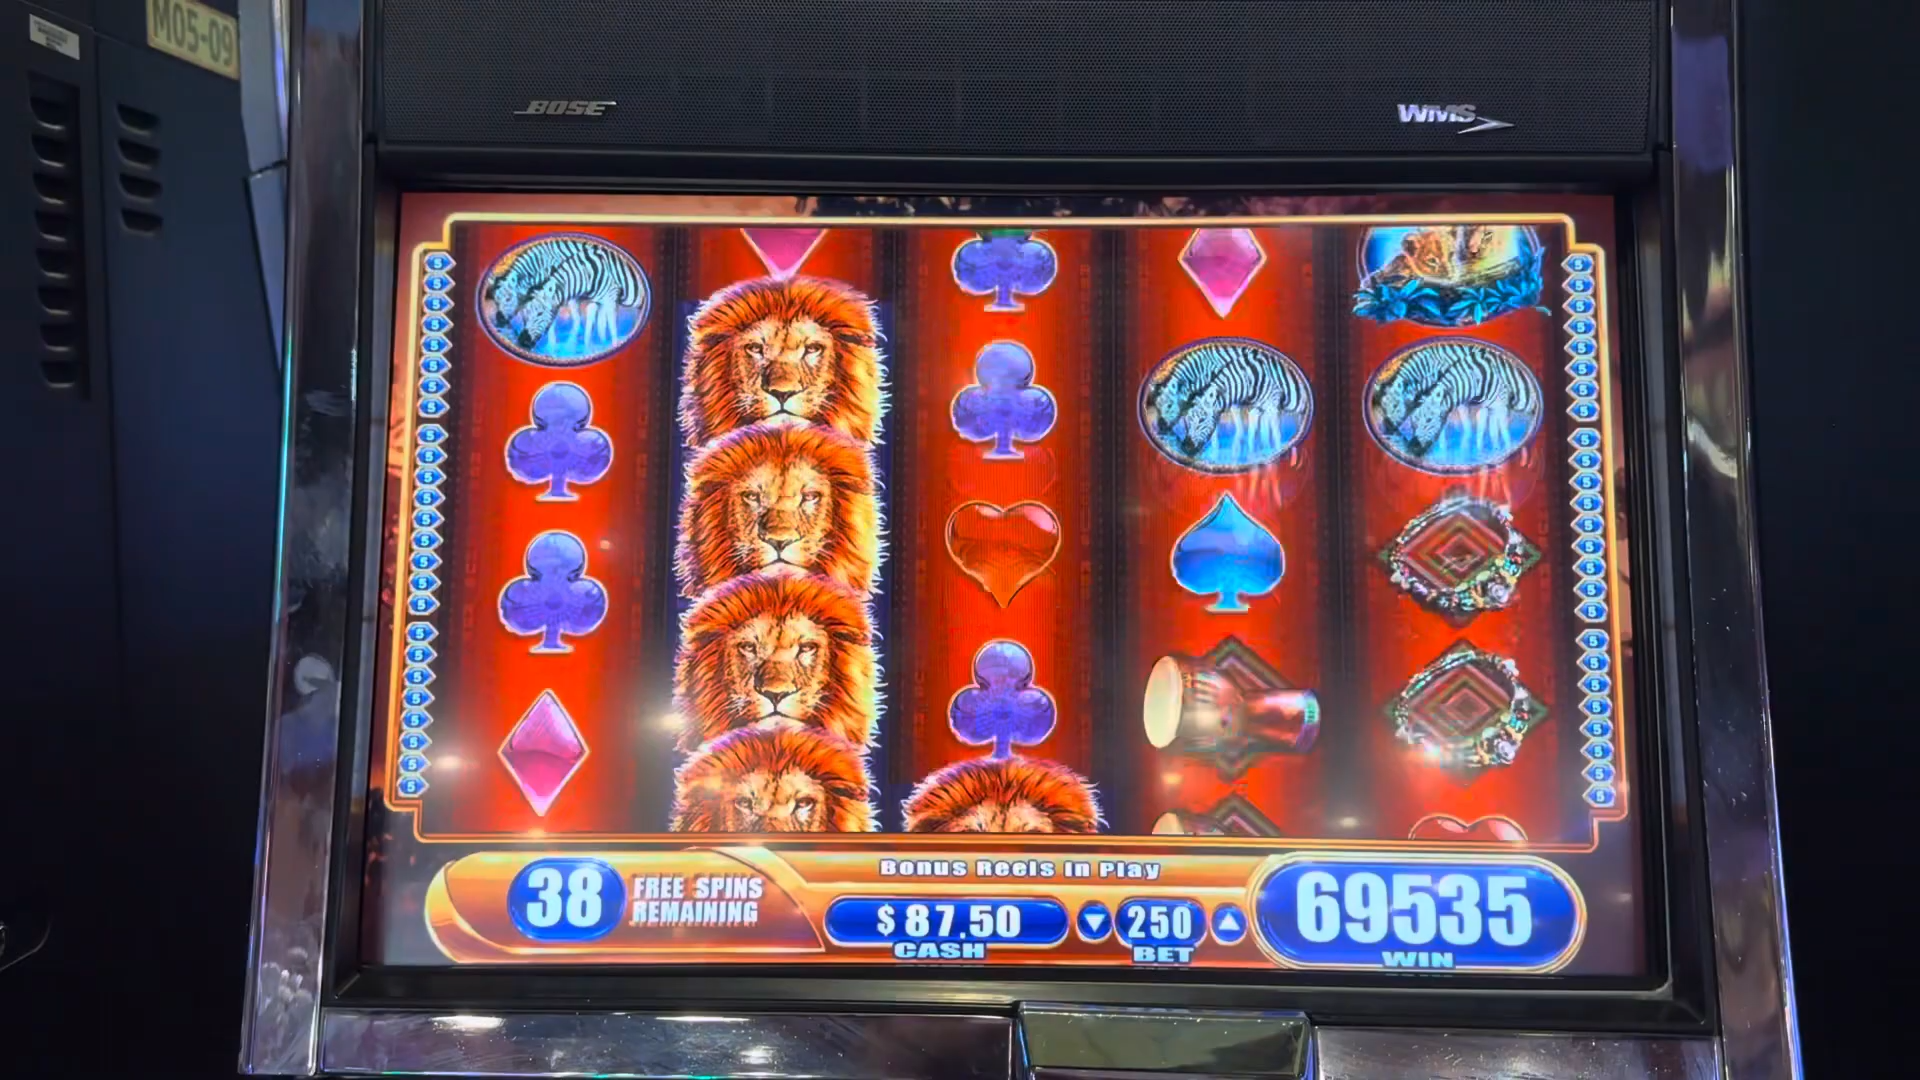 M05-09
BOSE
WMS
Bonus Reels In Play
38
FREE SPINS
REMAINING
$87.50
CASH
250
BET
69535
WIN